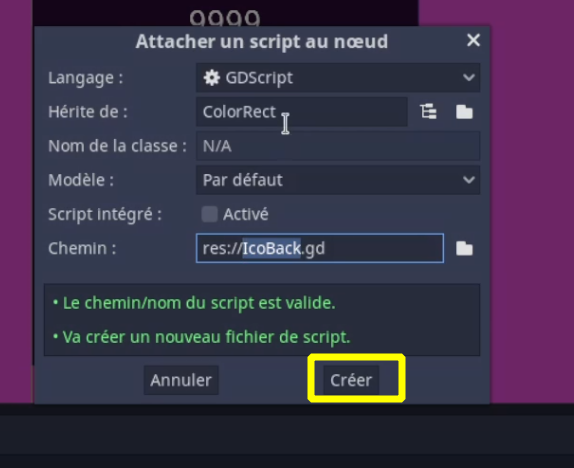 9999
Attacher un script au nœud
Langage : GDScript
Hérite de : ColorRect
Nom de la classe : N/A
Modèle : Par défaut
Script intégré : Activé
Chemin : res://IcoBack.gd
• Le chemin/nom du script est valide.
• Va créer un nouveau fichier de script.
Annuler Créer